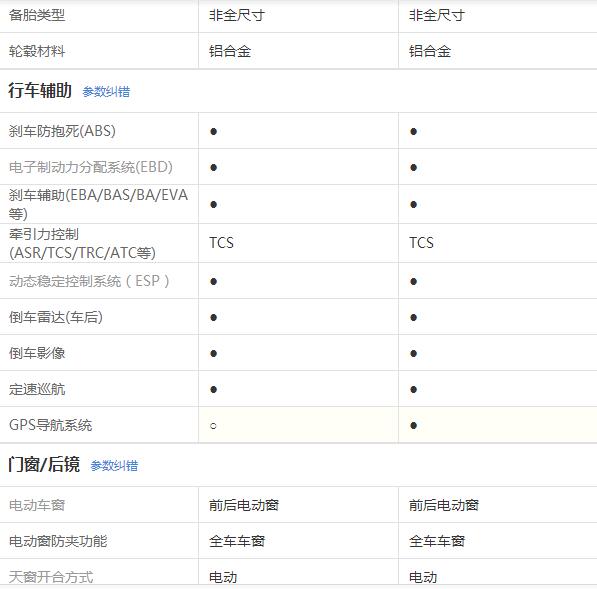 备胎类型 非全尺寸 非全尺寸
轮毂材料 铝合金 铝合金
行车辅助 参数纠错
刹车防抱死(ABS) ● ●
电子制动力分配系统(EBD) ● ●
刹车辅助(EBA/BAS/BA/EVA
等) ● ●
牵引力控制
(ASR/TCS/TRC/ATC等) TCS TCS
动态稳定控制系统（ESP） ● ●
倒车雷达(车后) ● ●
倒车影像 ● ●
定速巡航 ● ●
GPS导航系统 ○ ●
门窗/后镜 参数纠错
电动车窗 前后电动窗 前后电动窗
电动窗防夹功能 全车车窗 全车车窗
天窗开合方式 电动 电动